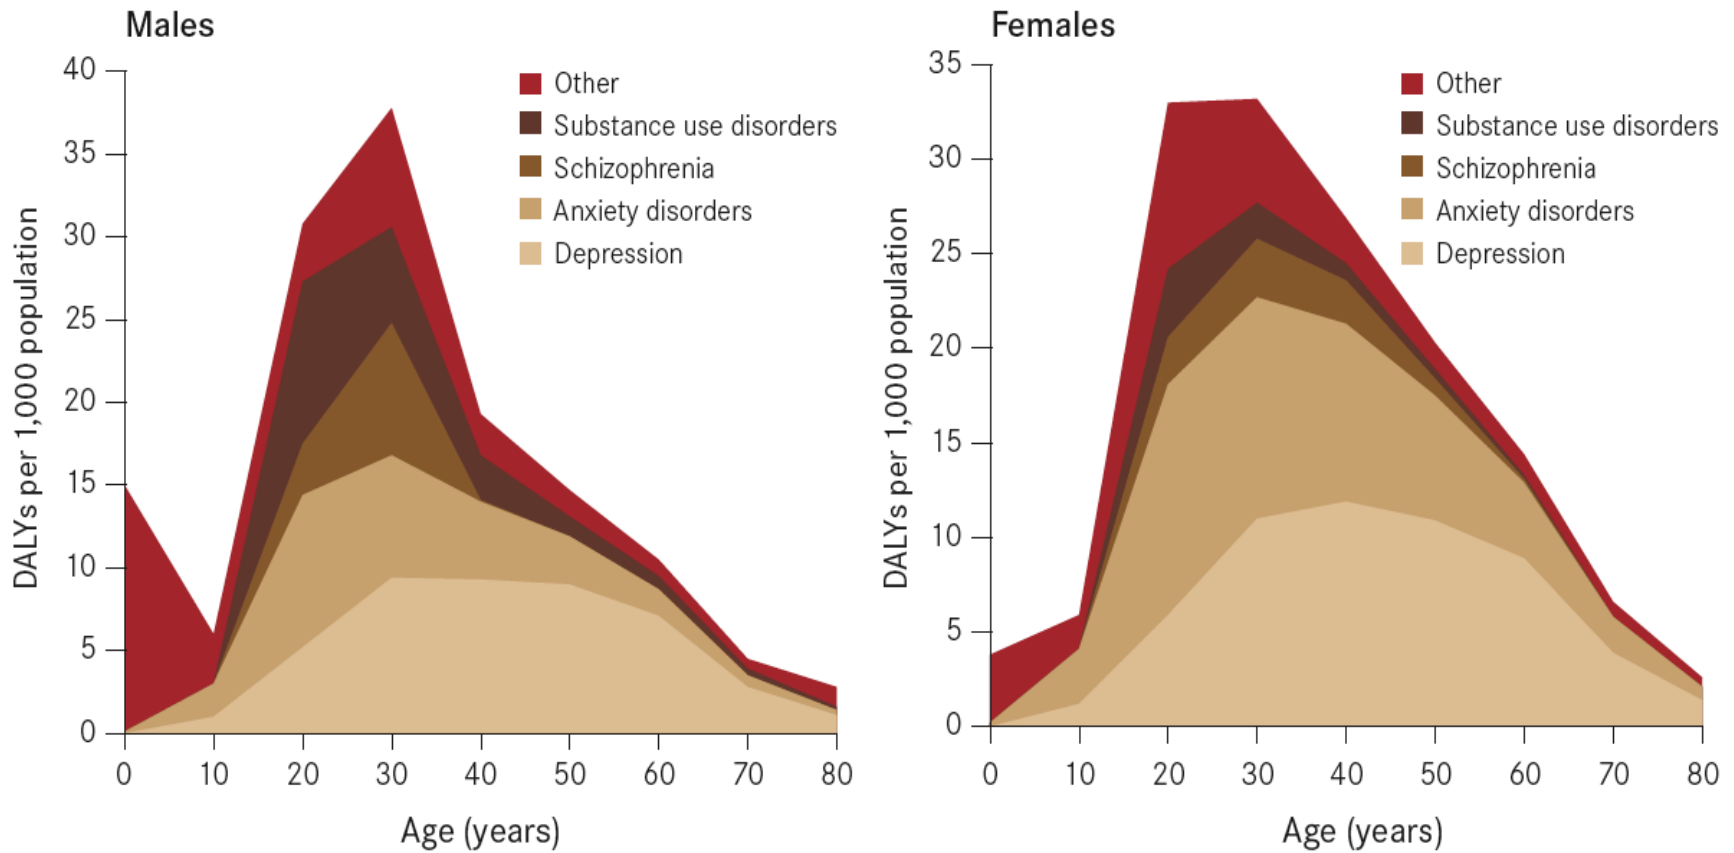 Males
40
35
30
25
20
15
10
5
0
DALYs per 1,000 population
Other
Substance use disorders
Schizophrenia
Anxiety disorders
Depression
0 10 20 30 40 50 60 70 80
Age (years)
Females
35
30
25
20
15
10
5
0
DALYs per 1,000 population
Other
Substance use disorders
Schizophrenia
Anxiety disorders
Depression
0 10 20 30 40 50 60 70 80
Age (years)